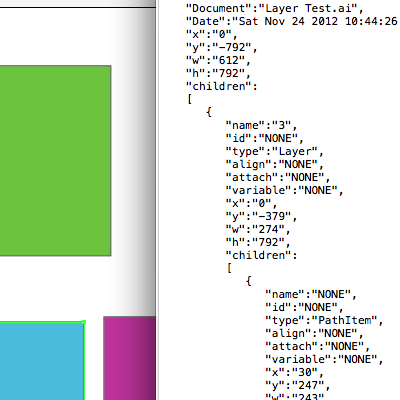 "Document":"Layer Test.ai",
"Date":"Sat Nov 24 2012 10:44:26
"x":"0",
"y":"-792",
"w":"612",
"h":"792",
"children":
[
{
"name":"3",
"id":"NONE",
"type":"Layer",
"align":"NONE",
"attach":"NONE",
"variable":"NONE",
"x":"0",
"y":"-379",
"w":"274",
"h":"792",
"children":
[
{
"name":"NONE",
"id":"NONE",
"type":"PathItem",
"align":"NONE",
"attach":"NONE",
"variable":"NONE",
"x":"30",
"y":"247",
"w":"243",